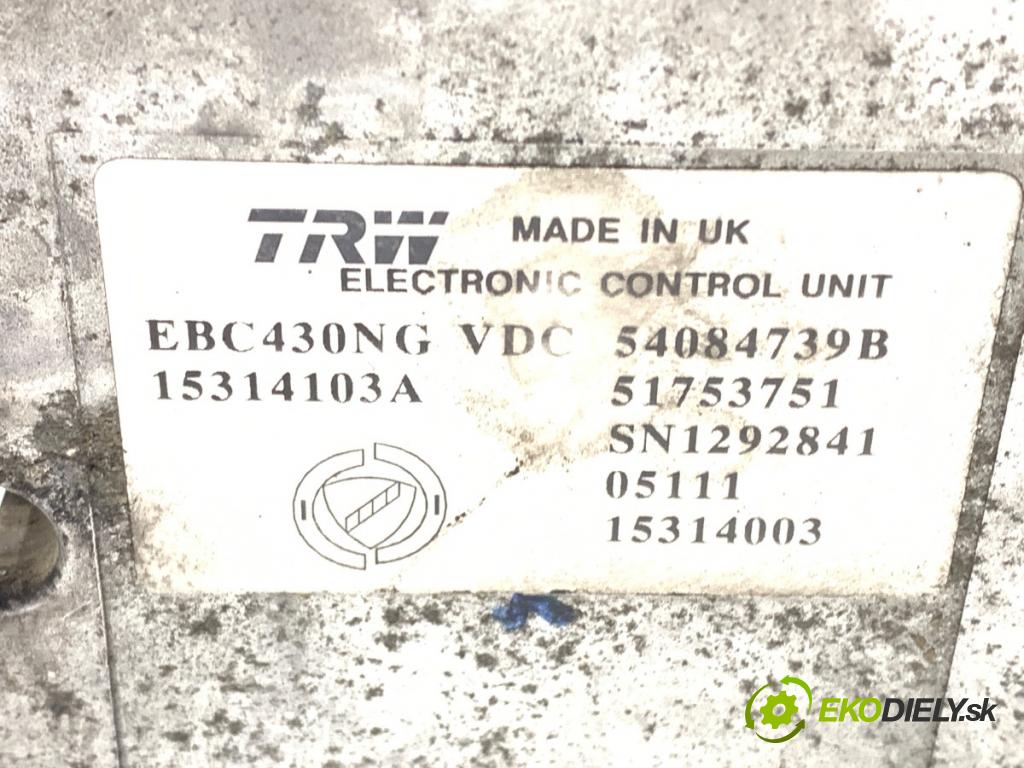 TRW MADE IN UK
ELECTRONIC CONTROL UNIT
EBC430NG VDC 54084739B
15314103A 51753751
SN1292841
05111
15314003
EKODIELY.sk